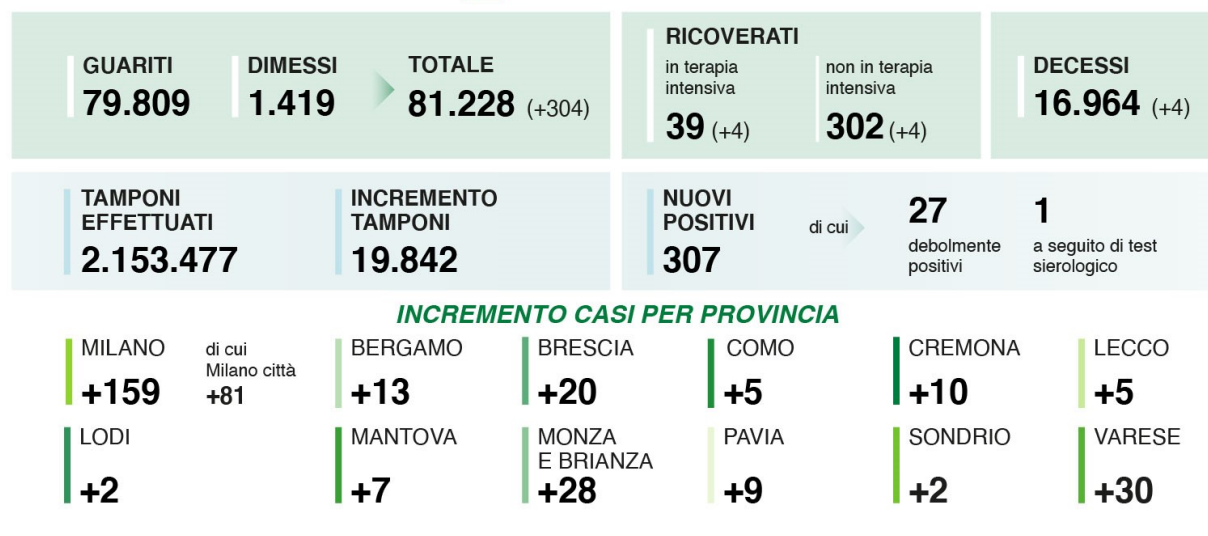 GUARITI
79.809
DIMESSI
1.419
TOTALE
81.228 (+304)
RICOVERATI
in terapia
intensiva
39 (+4)
non in terapia
intensiva
302 (+4)
DECESSI
16.964 (+4)
TAMPONI
EFFETTUATI
2.153.477
INCREMENTO
TAMPONI
19.842
NUOVI
POSITIVI
307
di cui
27
debolmente
positivi
1
a seguito di test
sierologico
INCREMENTO CASI PER PROVINCIA
MILANO
+159
di cui
Milano città
+81
BERGAMO
+13
BRESCIA
+20
COMO
+5
CREMONA
+10
LECCO
+5
LODI
+2
MANTOVA
+7
MONZA
E BRIANZA
+28
PAVIA
+9
SONDRIO
+2
VARESE
+30